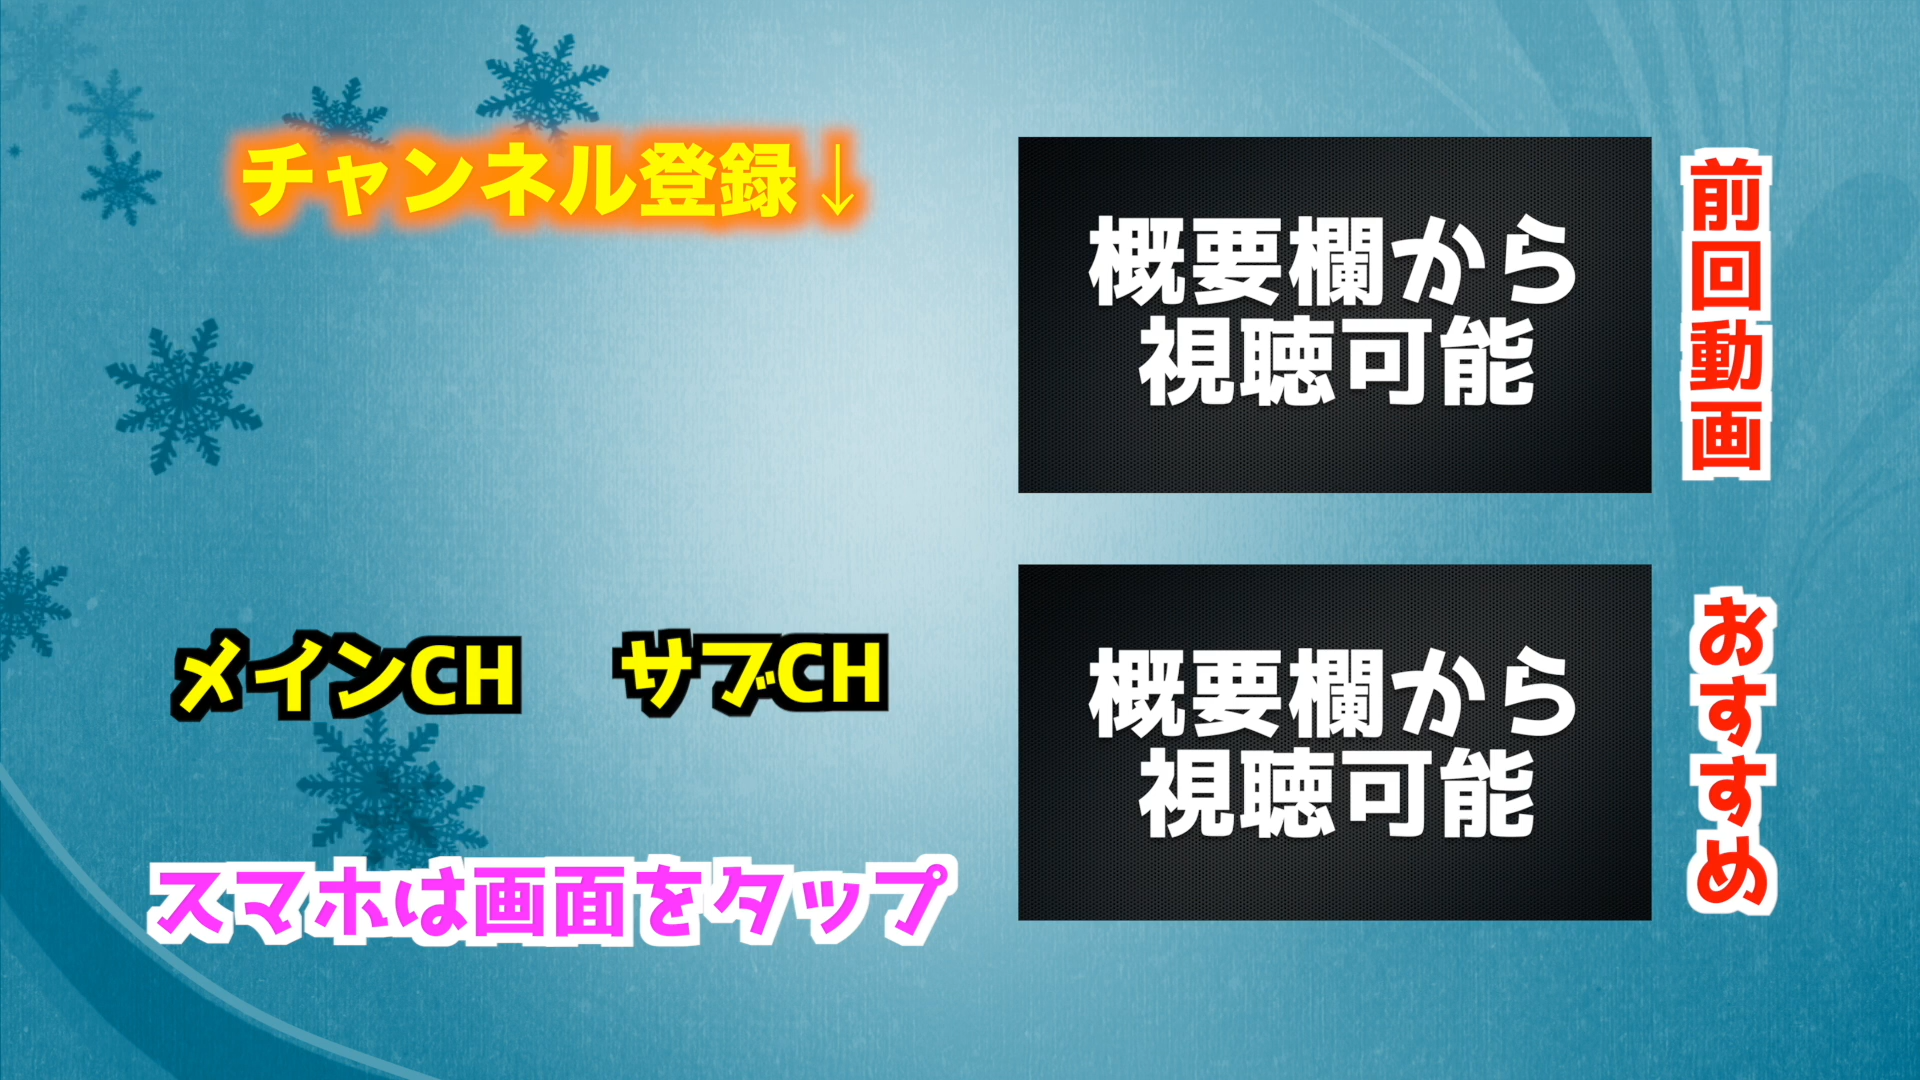 チャンネル登録↓
メインCH
サブCH
スマホは画面をタップ
概要欄から
視聴可能
前回動画
概要欄から
視聴可能
おすすめ